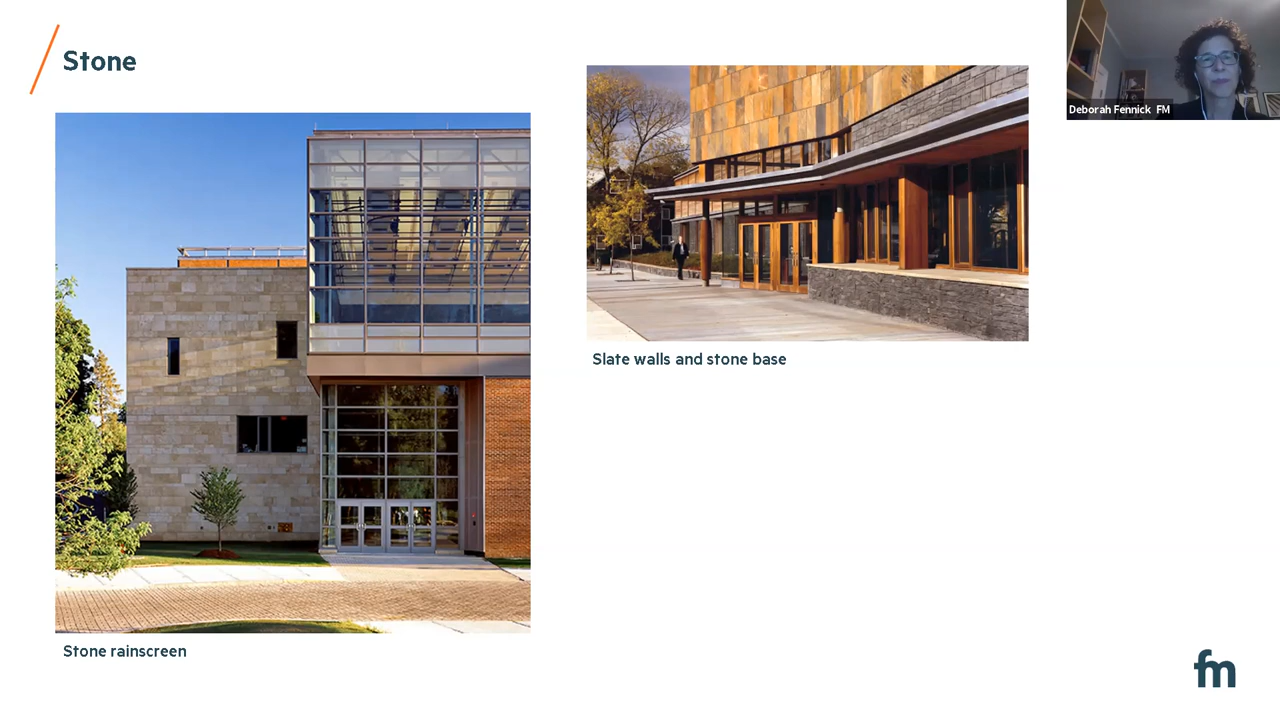 Stone
Deborah Fennick FM
Slate walls and stone base
Stone rainscreen
fm